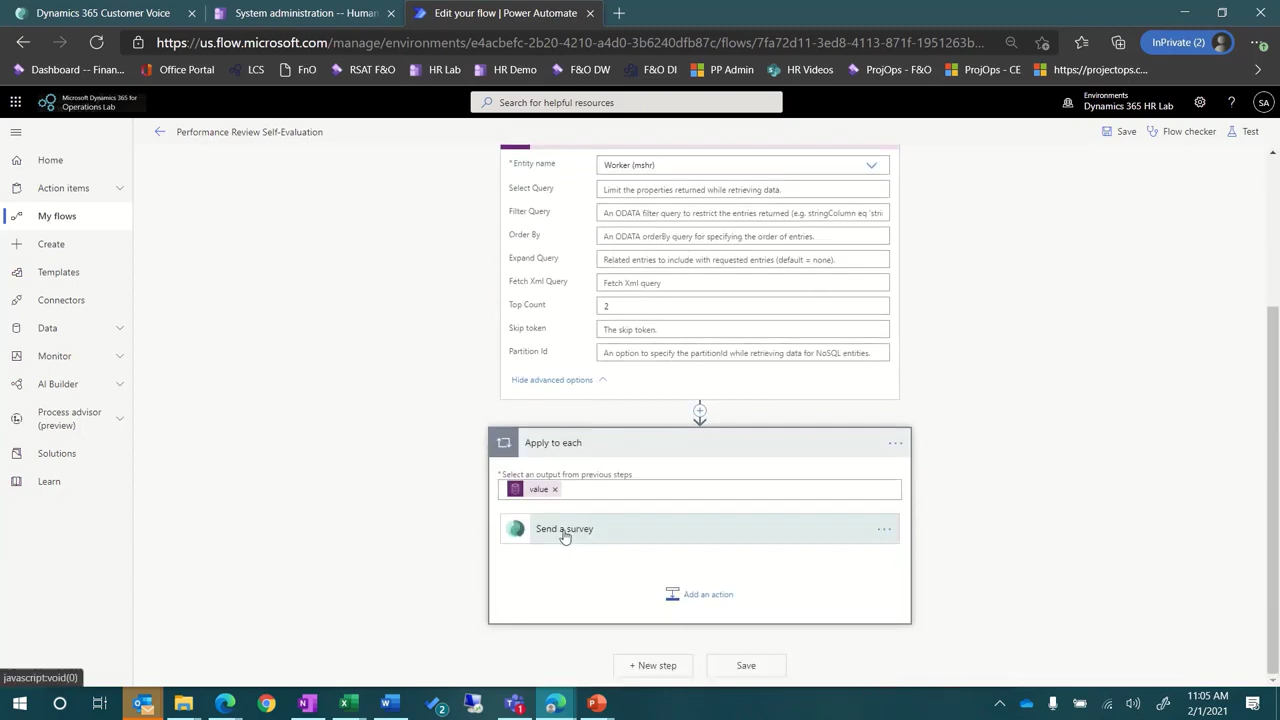 Dynamics 365 Customer Voice
System administration -- Human
Edit your flow | Power Automate
https://us.flow.microsoft.com/manage/environments/e4acbefc-2b20-4210-a4d0-3b6240dfb87c/flows/7fa72d11-3ed8-4113-871f-1951263b...
InPrivate (2)
Dashboard -- Finan...
Office Portal
LCS
FnO
RSAT F&O
HR Lab
HR Demo
F&O DW
F&O DI
PP Admin
HR Videos
ProjOps - F&O
ProjOps - CE
https://projectops.c...
Microsoft Dynamics 365 for
Operations Lab
Search for helpful resources
Environments
Dynamics 365 HR Lab
SA
Performance Review Self-Evaluation
Save
Flow checker
Test
Home
Action items
My flows
Create
Templates
Connectors
Data
Monitor
AI Builder
Process advisor
(preview)
Solutions
Learn
* Entity name
Worker (mshr)
Select Query
Limit the properties returned while retrieving data.
Filter Query
An ODATA filter query to restrict the entries returned (e.g. stringColumn eq 'stri
Order By
An ODATA orderBy query for specifying the order of entries.
Expand Query
Related entries to include with requested entries (default = none).
Fetch Xml Query
Fetch Xml query
Top Count
2
Skip token
The skip token.
Partition Id
An option to specify the partitionId while retrieving data for NoSQL entities.
Hide advanced options
Apply to each
* Select an output from previous steps
value ×
Send a survey
Add an action
+ New step
Save
javascript:void(0)
11:05 AM
2/1/2021